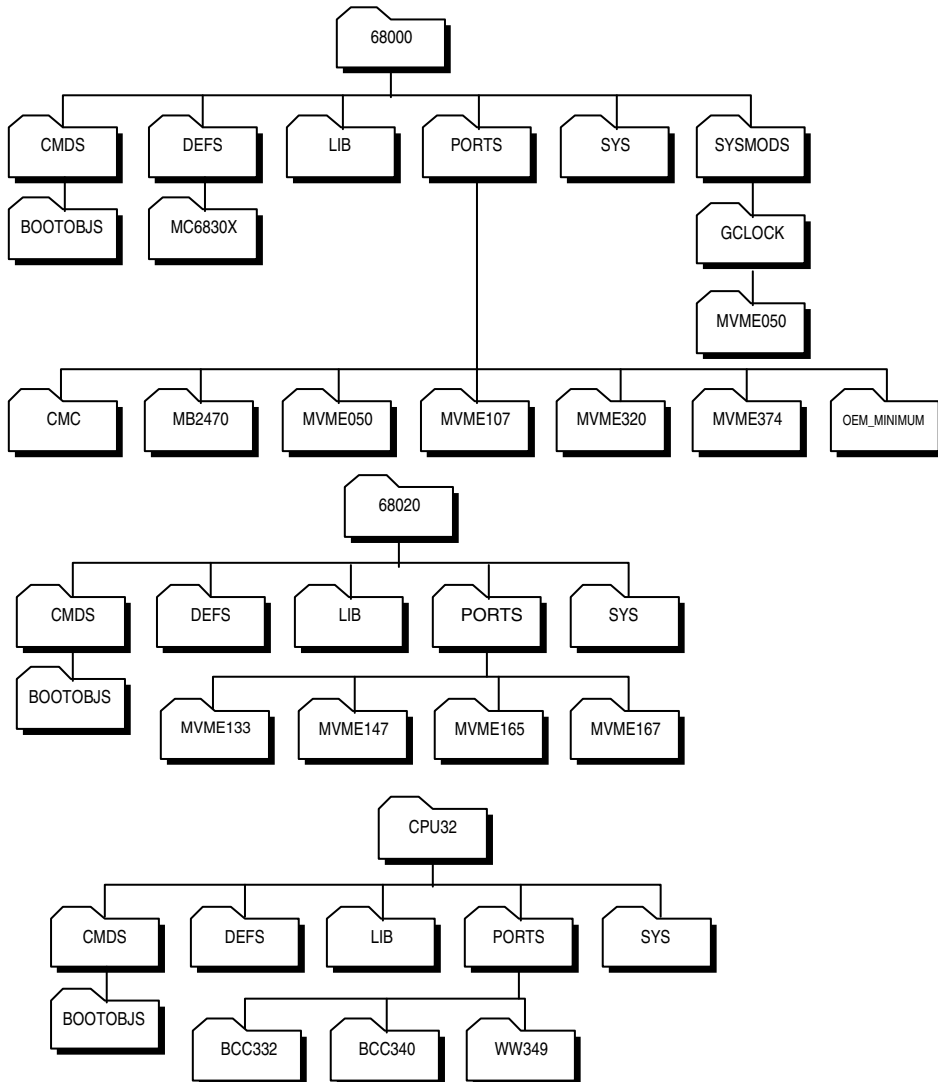 68000
CMDS DEFS LIB PORTS SYS SYSMODS
BOOTOBJS MC6830X GCLOCK
MVME050
CMC MB2470 MVME050 MVME107 MVME320 MVME374 OEM_MINIMUM
68020
CMDS DEFS LIB PORTS SYS
BOOTOBJS
MVME133 MVME147 MVME165 MVME167
CPU32
CMDS DEFS LIB PORTS SYS
BOOTOBJS
BCC332 BCC340 WW349